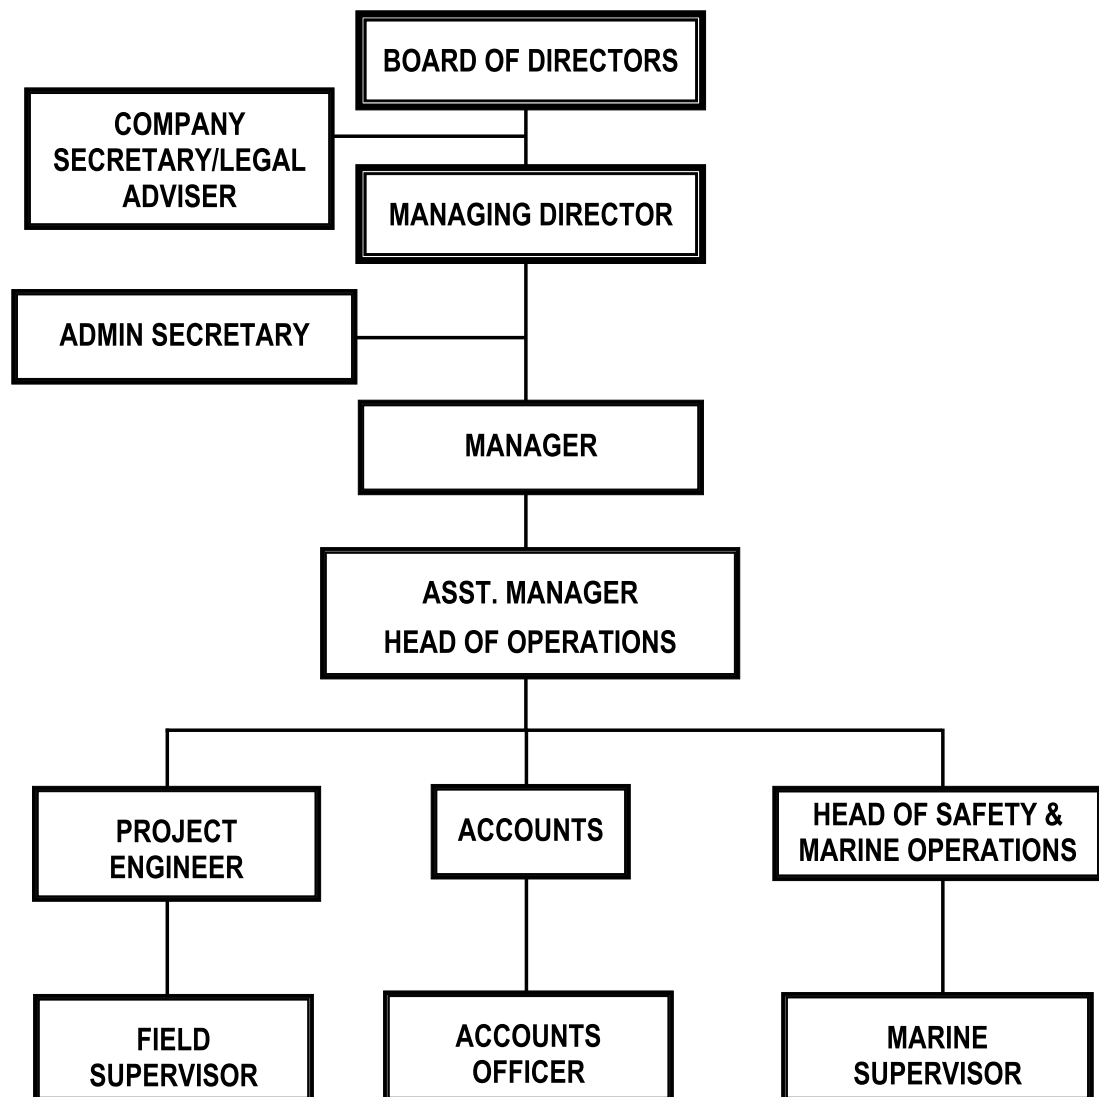 BOARD OF DIRECTORS
COMPANY
SECRETARY/LEGAL
ADVISER
MANAGING DIRECTOR
ADMIN SECRETARY
MANAGER
ASST. MANAGER
HEAD OF OPERATIONS
PROJECT
ENGINEER
ACCOUNTS
HEAD OF SAFETY &
MARINE OPERATIONS
FIELD
SUPERVISOR
ACCOUNTS
OFFICER
MARINE
SUPERVISOR